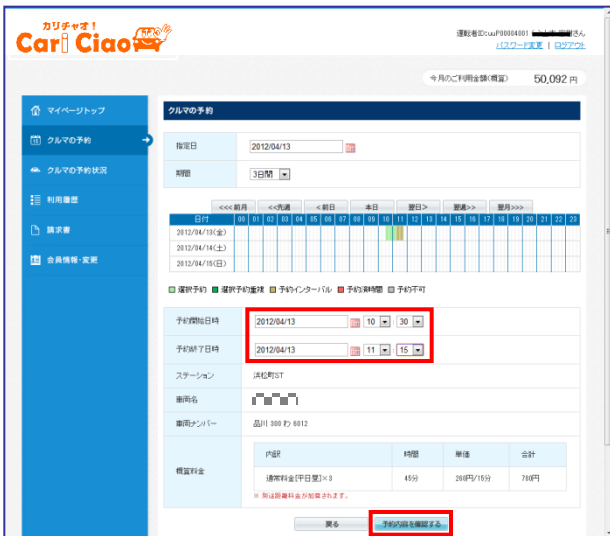 カリチャオ！
Cari Ciao
運転者ID:cuuP00004001 さん
パスワード変更 | ログアウト
今月のご利用金額(概算) 50,092 円
マイページトップ
クルマの予約
クルマの予約状況
利用履歴
請求書
会員情報・変更
クルマの予約
指定日 2012/04/13
期間 3日間
<<<前月 <<先週 <前日 本日 翌日> 翌週>> 翌月>>>
日付 00 01 02 03 04 05 06 07 08 09 10 11 12 13 14 15 16 17 18 19 20 21 22 23
2012/04/13(金)
2012/04/14(土)
2012/04/15(日)
選択予約 選択予約重複 予約インターバル 予約済時間 予約不可
予約開始日時 2012/04/13 10 : 30
予約終了日時 2012/04/13 11 : 15
ステーション 浜松町ST
車両名
車両ナンバー 品川 300 わ 6012
概算料金
内訳 時間 単価 合計
通常料金[平日昼]×3 45分 260円/15分 780円
※ 別途距離料金が加算されます。
戻る 予約内容を確認する